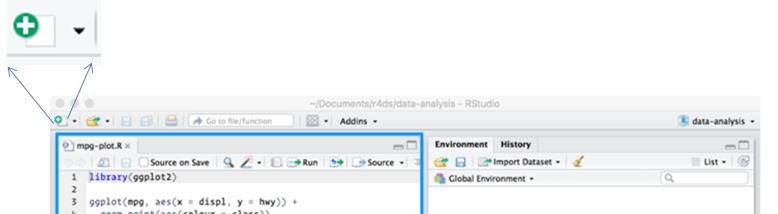 ~/Documents/r4ds/data-analysis - RStudio
Go to file/function Addins data-analysis
mpg-plot.R Environment History
Source on Save Run Source Import Dataset List
1 library(ggplot2) Global Environment
2
3 ggplot(mpg, aes(x = displ, y = hwy)) +
4 geom_point(aes(colour = class))